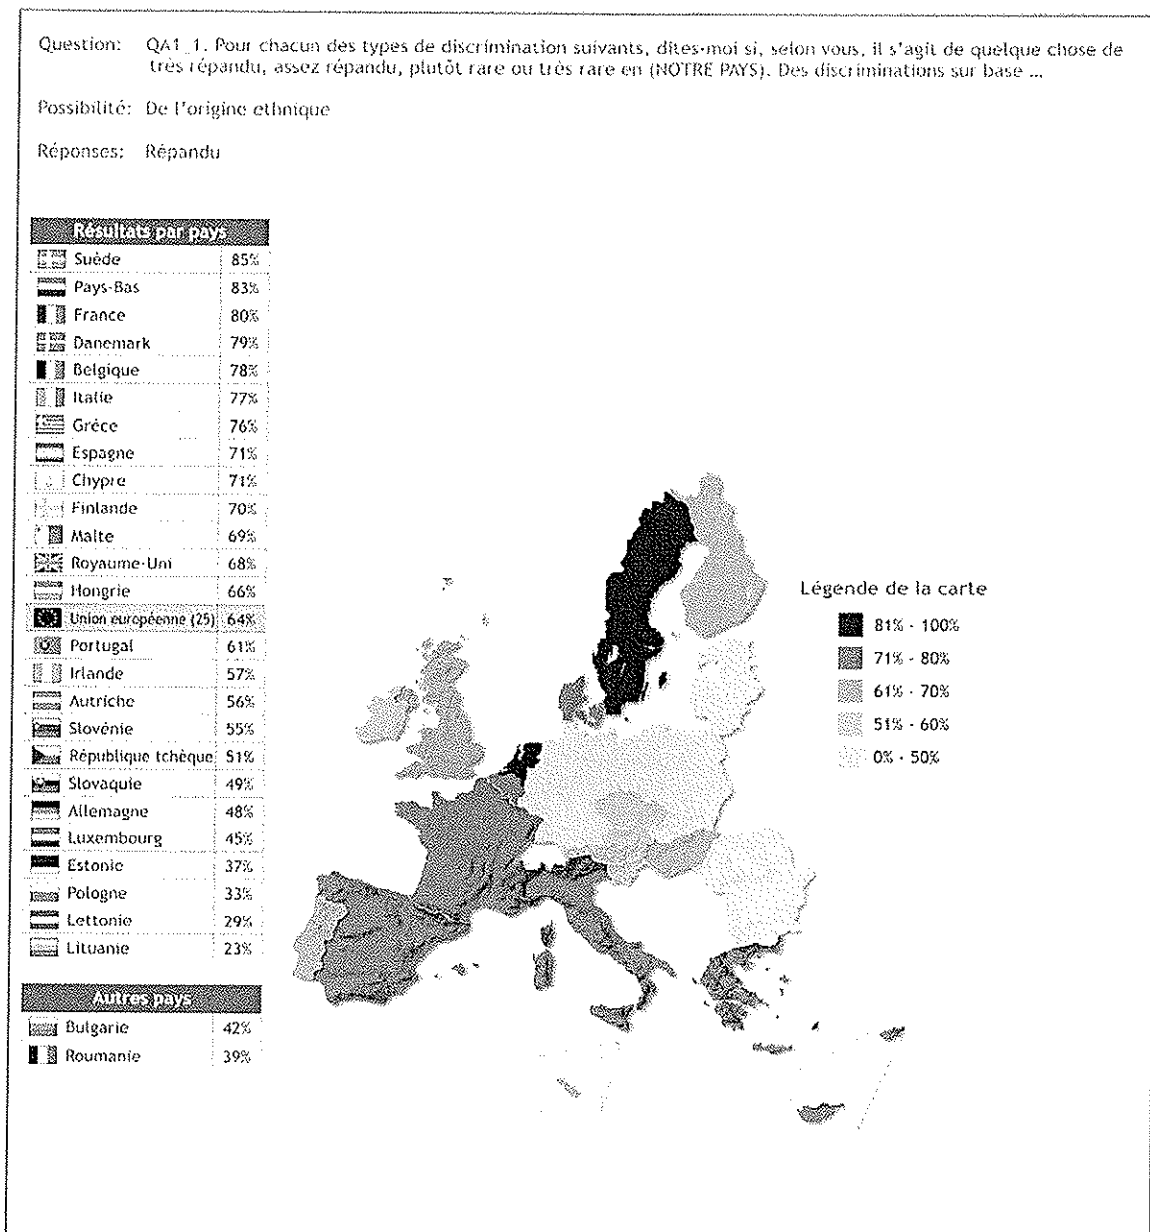 Question: QA1_1. Pour chacun des types de discrimination suivants, dites-moi si, selon vous, il s'agit de quelque chose de
très répandu, assez répandu, plutôt rare ou très rare en (NOTRE PAYS). Des discriminations sur base ...
Possibilité: De l'origine ethnique
Réponses: Répandu
Résultats par pays
Suède 85%
Pays-Bas 83%
France 80%
Danemark 79%
Belgique 78%
Italie 77%
Grèce 76%
Espagne 71%
Chypre 71%
Finlande 70%
Malte 69%
Royaume-Uni 68%
Hongrie 66%
Union européenne (25) 64%
Portugal 61%
Irlande 57%
Autriche 56%
Slovénie 55%
République tchèque 51%
Slovaquie 49%
Allemagne 48%
Luxembourg 45%
Estonie 37%
Pologne 33%
Lettonie 29%
Lituanie 23%
Autres pays
Bulgarie 42%
Roumanie 39%
Légende de la carte
81% - 100%
71% - 80%
61% - 70%
51% - 60%
0% - 50%